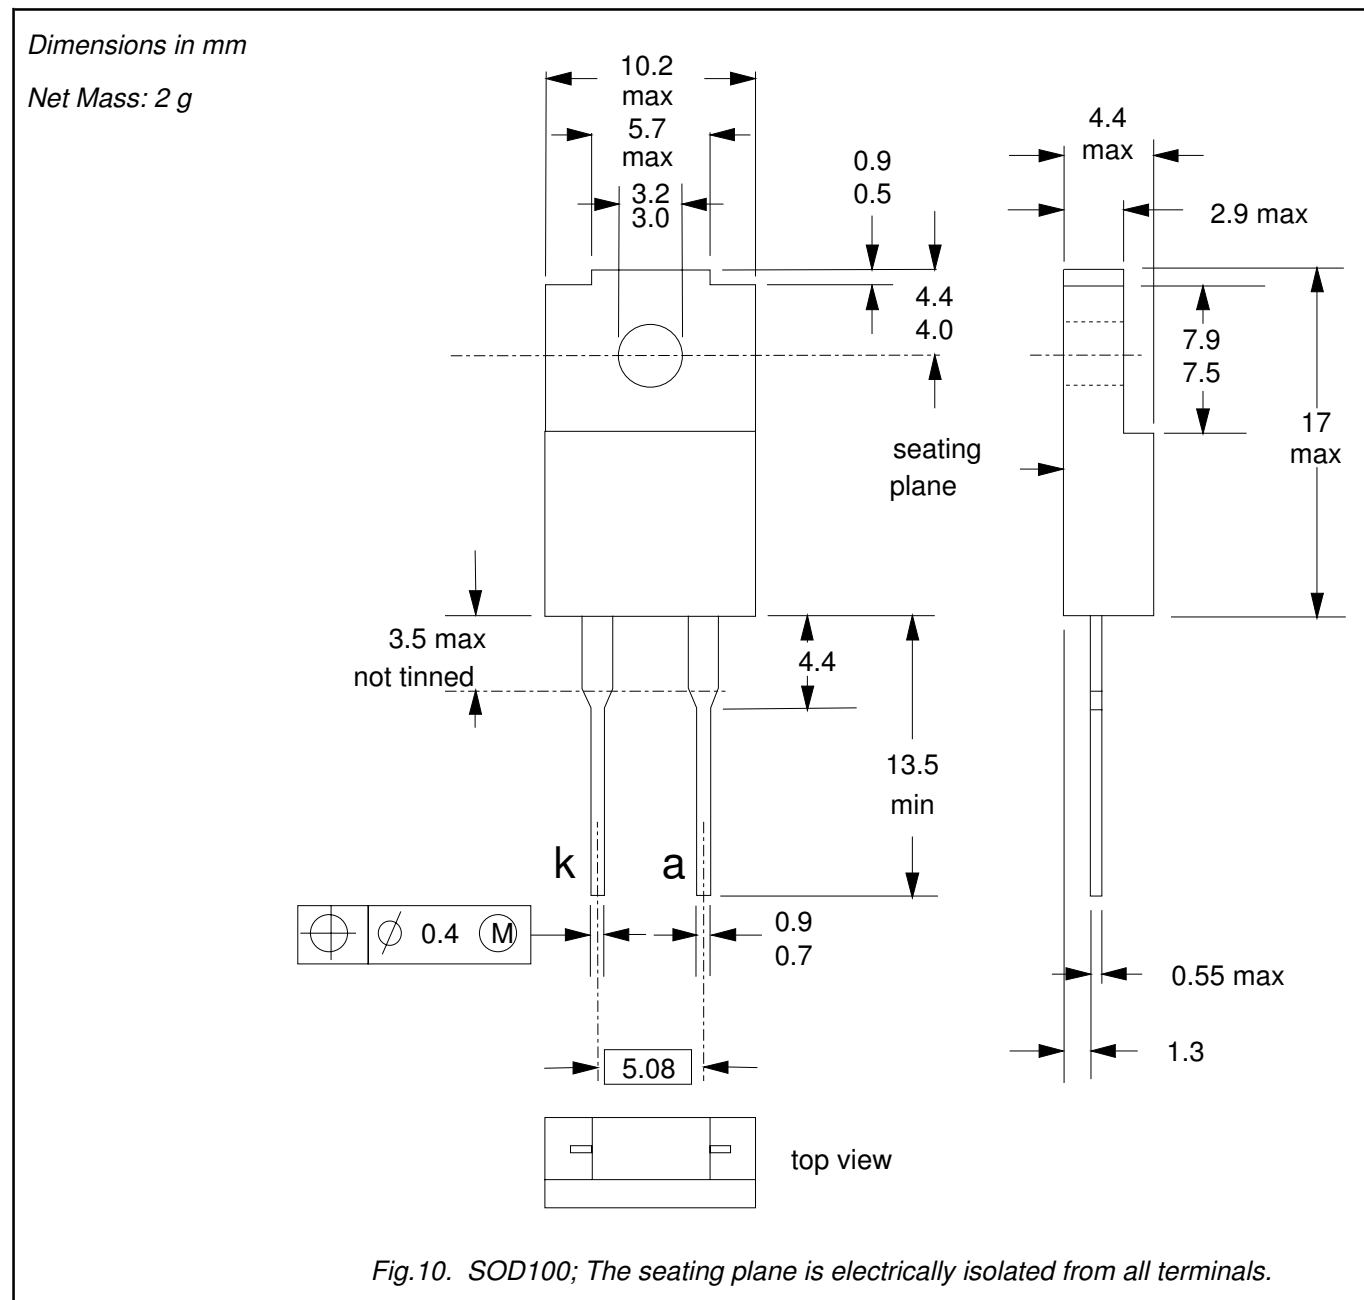 Dimensions in mm
Net Mass: 2 g
10.2
max
5.7
max
3.2
3.0
0.9
0.5
4.4
4.0
4.4
max
2.9 max
7.9
7.5
17
max
seating
plane
3.5 max
not tinned
4.4
13.5
min
k a
0.4 M
0.9
0.7
0.55 max
1.3
5.08
top view
Fig.10. SOD100; The seating plane is electrically isolated from all terminals.